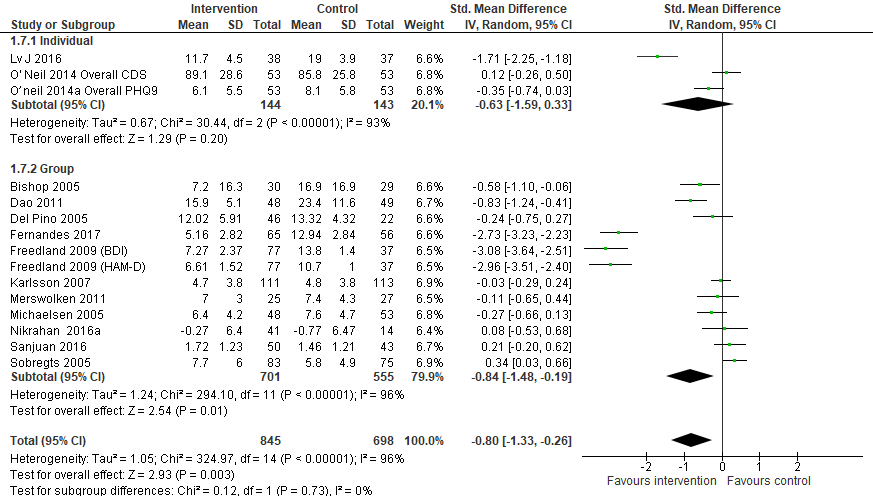 Intervention Control Std. Mean Difference Std. Mean Difference
Study or Subgroup Mean SD Total Mean SD Total Weight IV, Random, 95% CI IV, Random, 95% CI
1.7.1 Individual
Lv J 2016 11.7 4.5 38 19 3.9 37 6.6% -1.71 [-2.25, -1.18]
O' Neil 2014 Overall CDS 89.1 28.6 53 85.8 25.8 53 6.8% 0.12 [-0.26, 0.50]
O'neil 2014a Overall PHQ9 6.1 5.5 53 8.1 5.8 53 6.8% -0.35 [-0.74, 0.03]
Subtotal (95% CI) 144 143 20.1% -0.63 [-1.59, 0.33]
Heterogeneity: Tau² = 0.67; Chi² = 30.44, df = 2 (P < 0.00001); I² = 93%
Test for overall effect: Z = 1.29 (P = 0.20)
1.7.2 Group
Bishop 2005 7.2 16.3 30 16.9 16.9 29 6.6% -0.58 [-1.10, -0.06]
Dao 2011 15.9 5.1 48 23.4 11.6 49 6.7% -0.83 [-1.24, -0.41]
Del Pino 2005 12.02 5.91 46 13.32 4.32 22 6.6% -0.24 [-0.75, 0.27]
Fernandes 2017 5.16 2.82 65 12.94 2.84 56 6.6% -2.73 [-3.23, -2.23]
Freedland 2009 (BDI) 7.27 2.37 77 13.8 1.4 37 6.5% -3.08 [-3.64, -2.51]
Freedland 2009 (HAM-D) 6.61 1.52 77 10.7 1 37 6.5% -2.96 [-3.51, -2.40]
Karlsson 2007 4.7 3.8 111 4.8 3.8 113 6.9% -0.03 [-0.29, 0.24]
Merswolken 2011 7 3 25 7.4 4.3 27 6.6% -0.11 [-0.65, 0.44]
Michaelsen 2005 6.4 4.2 48 7.6 4.7 53 6.8% -0.27 [-0.66, 0.13]
Nikrahan 2016a -0.27 6.4 41 -0.77 6.47 14 6.4% 0.08 [-0.53, 0.68]
Sanjuan 2016 1.72 1.23 50 1.46 1.21 43 6.7% 0.21 [-0.20, 0.62]
Sobregts 2005 7.7 6 83 5.8 4.9 75 6.8% 0.34 [0.03, 0.66]
Subtotal (95% CI) 701 555 79.9% -0.84 [-1.48, -0.19]
Heterogeneity: Tau² = 1.24; Chi² = 294.10, df = 11 (P < 0.00001); I² = 96%
Test for overall effect: Z = 2.54 (P = 0.01)
Total (95% CI) 845 698 100.0% -0.80 [-1.33, -0.26]
Heterogeneity: Tau² = 1.05; Chi² = 324.97, df = 14 (P < 0.00001); I² = 96%
-2 -1 0 1 2
Test for overall effect: Z = 2.93 (P = 0.003)
Favours intervention Favours control
Test for subgroup differences: Chi² = 0.12, df = 1 (P = 0.73), I² = 0%